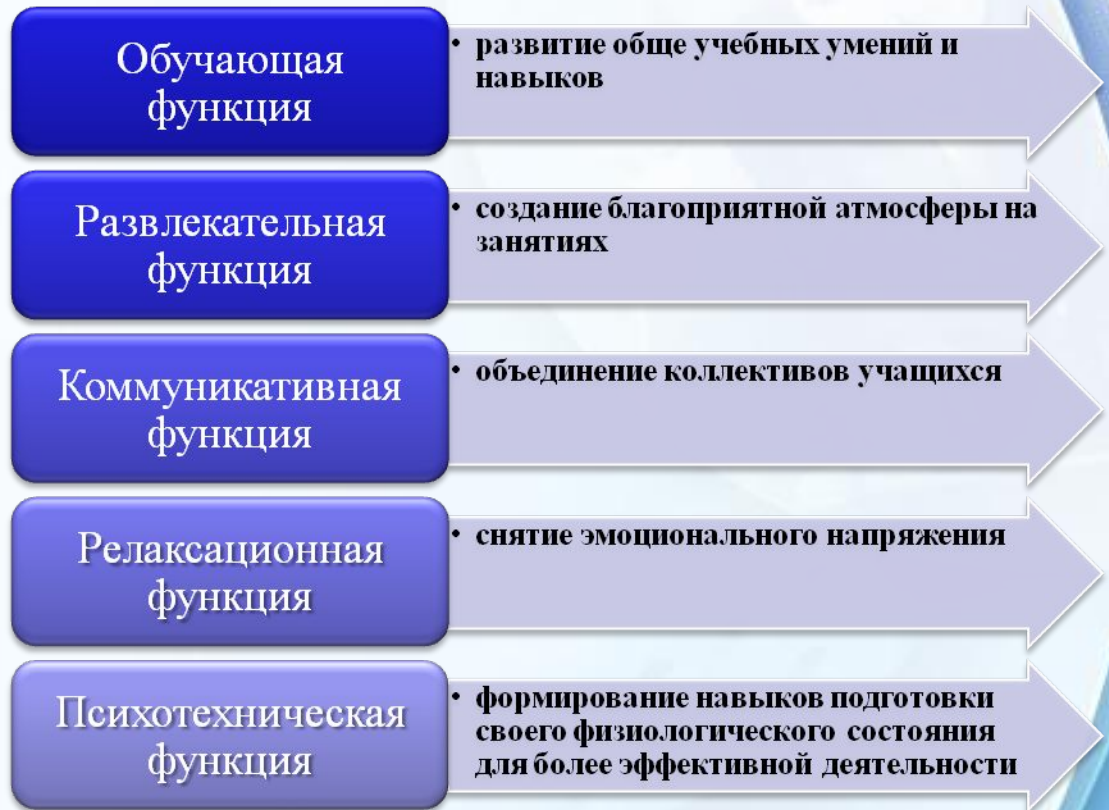 Обучающая
функция
• развитие обще учебных умений и
навыков
Развлекательная
функция
• создание благоприятной атмосферы на
занятиях
Коммуникативная
функция
• объединение коллективов учащихся
Релаксационная
функция
• снятие эмоционального напряжения
Психотехническая
функция
• формирование навыков подготовки
своего физиологического состояния
для более эффективной деятельности